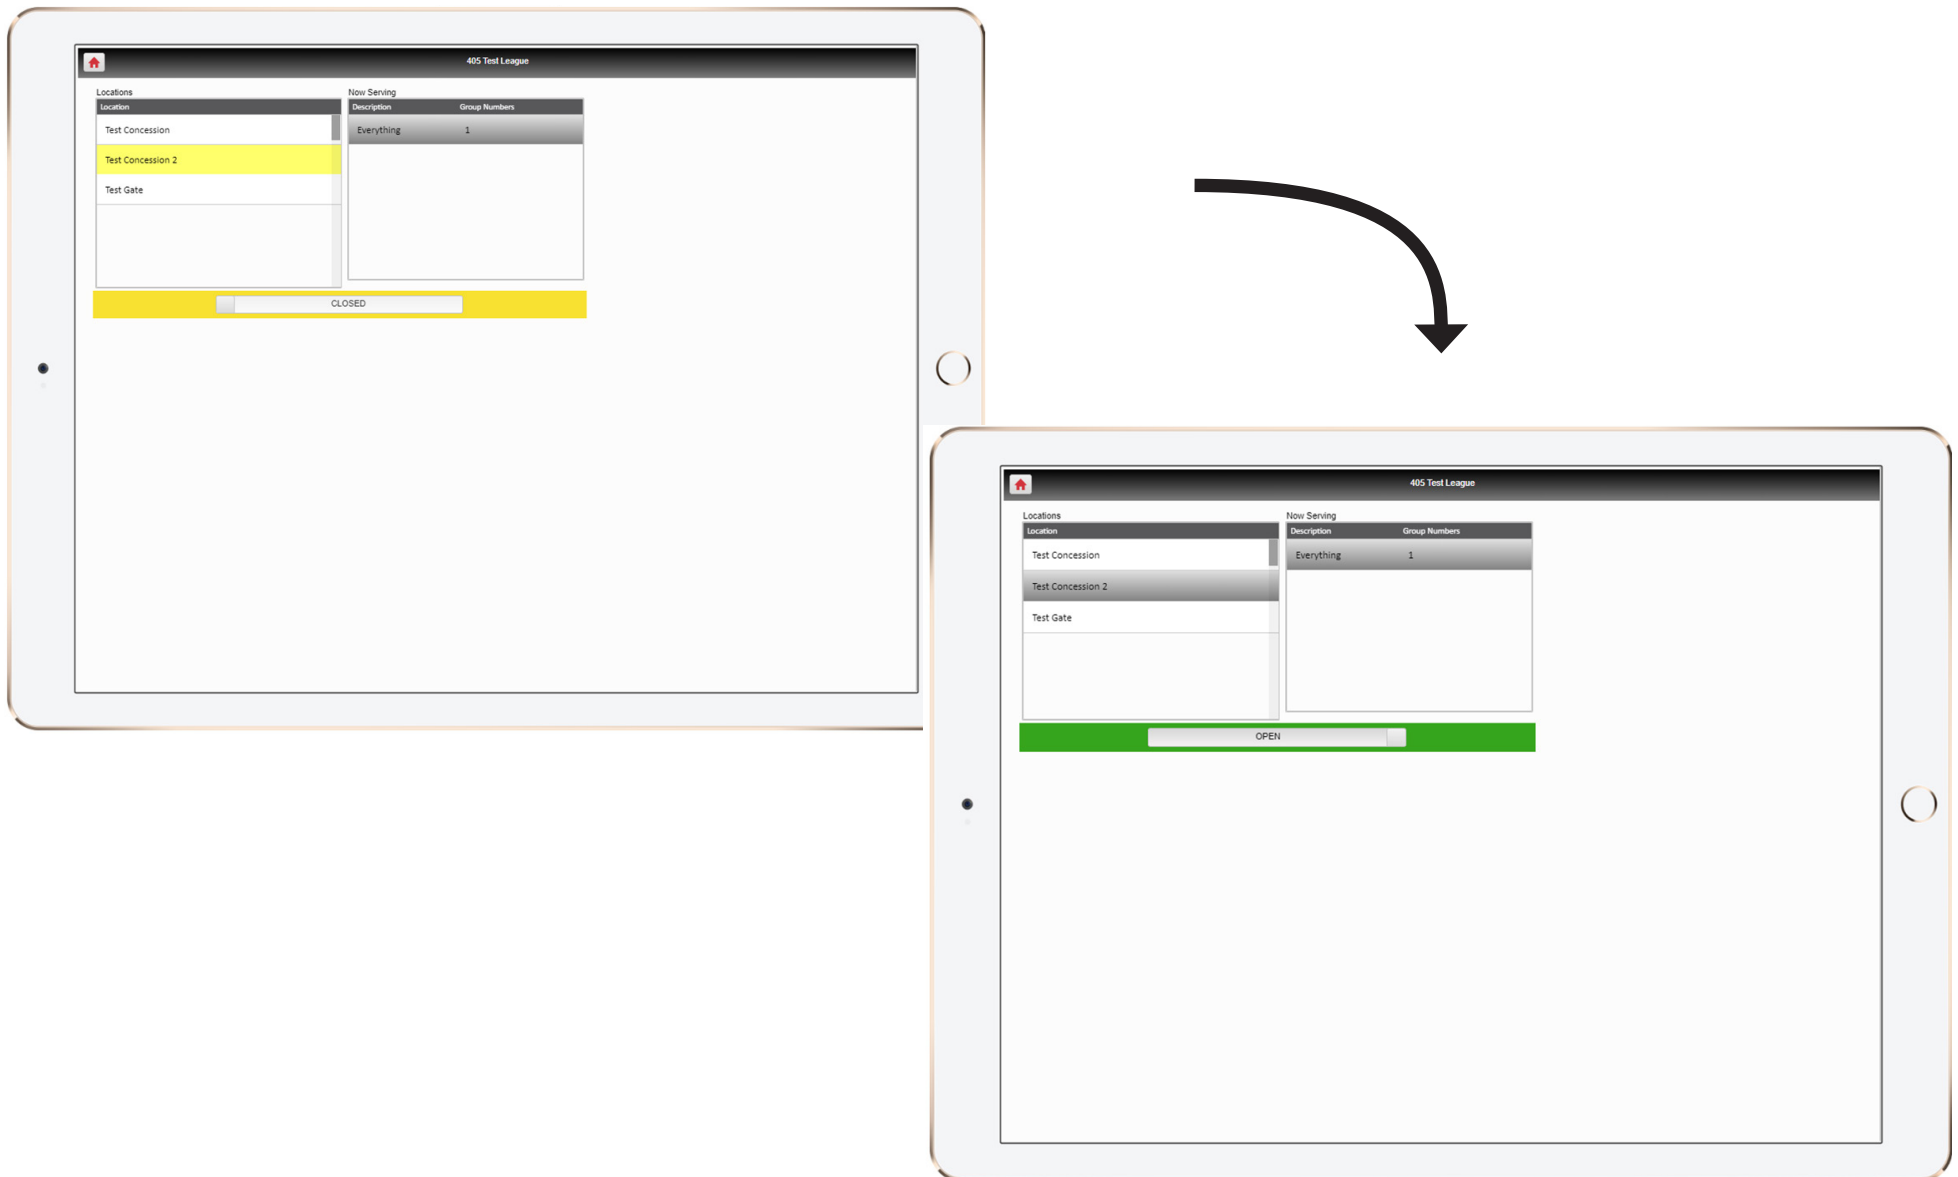 405 Test League
Locations
Now Serving
Location
Description Group Numbers
Test Concession
Everything 1
Test Concession 2
Test Gate
CLOSED
405 Test League
Locations
Now Serving
Location
Description Group Numbers
Test Concession
Everything 1
Test Concession 2
Test Gate
OPEN